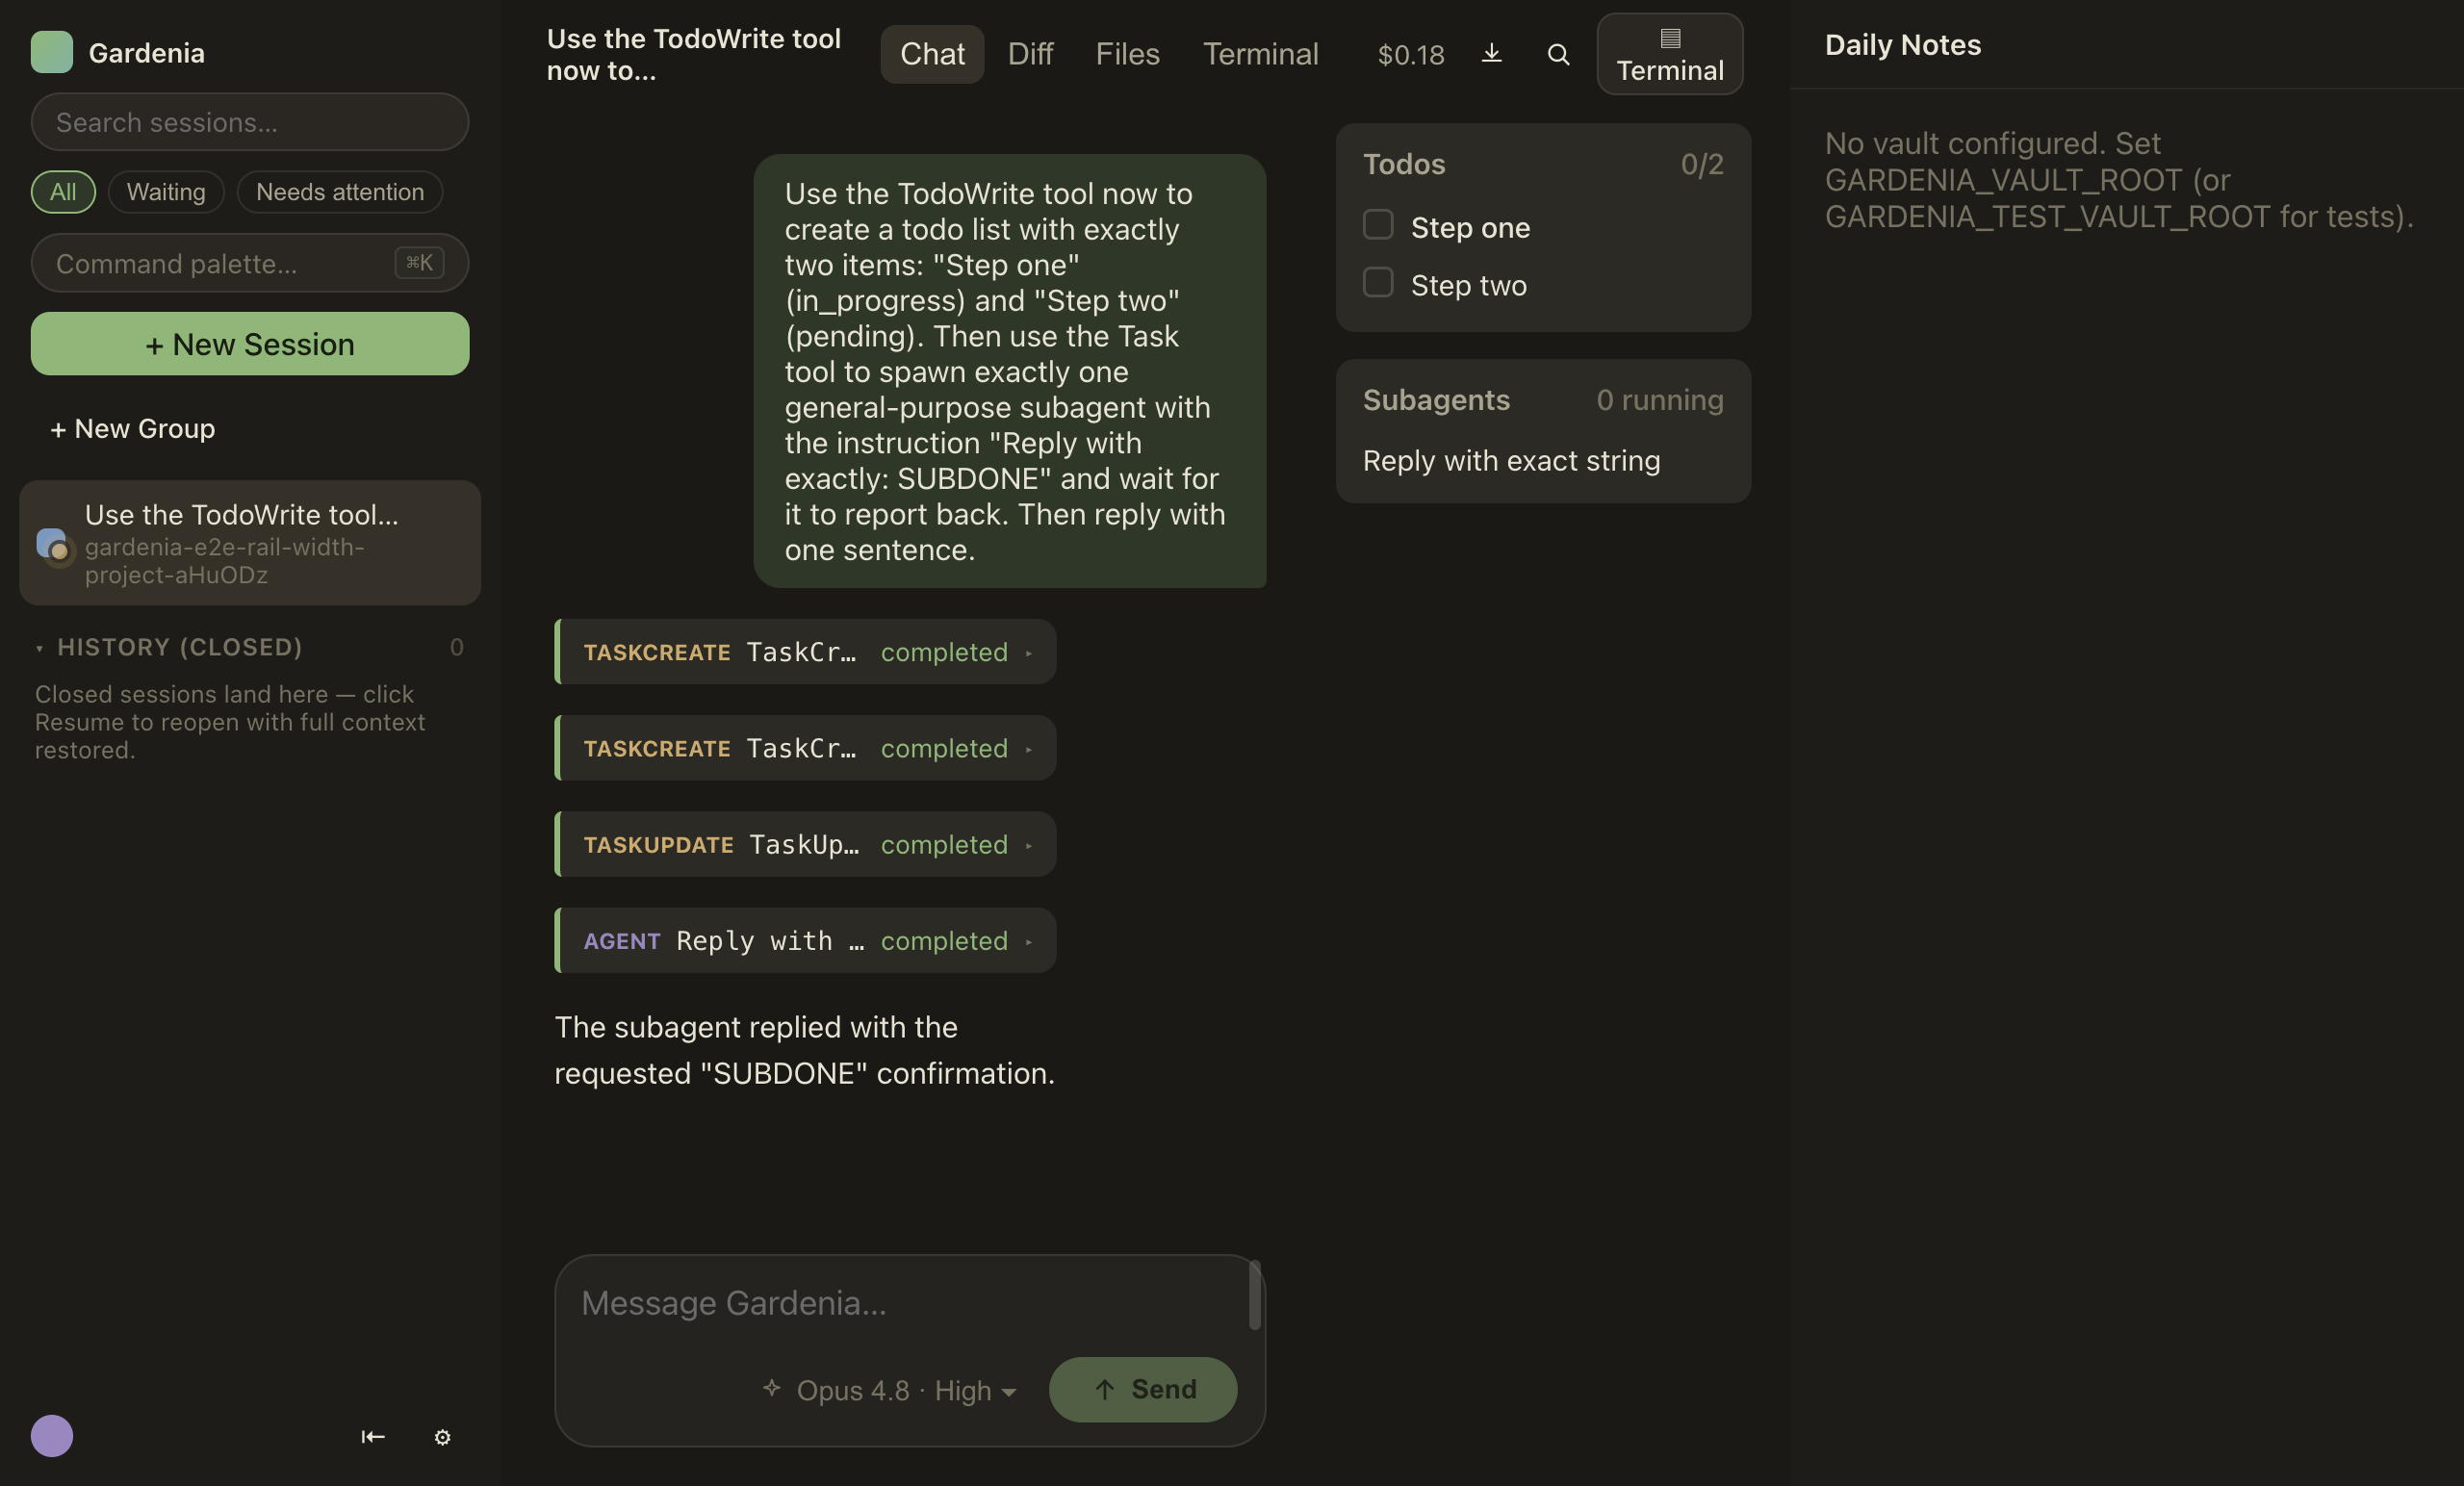 Gardenia
Search sessions...
All
Waiting
Needs attention
Command palette...
⌘K
+ New Session
+ New Group
Use the TodoWrite tool...
gardenia-e2e-rail-width-
project-aHuODz
HISTORY (CLOSED)
0
Closed sessions land here — click
Resume to reopen with full context
restored.
Use the TodoWrite tool
now to...
Chat
Diff
Files
Terminal
$0.18
Terminal
Use the TodoWrite tool now to
create a todo list with exactly
two items: "Step one"
(in_progress) and "Step two"
(pending). Then use the Task
tool to spawn exactly one
general-purpose subagent with
the instruction "Reply with
exactly: SUBDONE" and wait for
it to report back. Then reply with
one sentence.
TASKCREATE TaskCr… completed
TASKCREATE TaskCr… completed
TASKUPDATE TaskUp… completed
AGENT Reply with … completed
The subagent replied with the
requested "SUBDONE" confirmation.
Message Gardenia...
Opus 4.8 · High
Send
Todos
0/2
Step one
Step two
Subagents
0 running
Reply with exact string
Daily Notes
No vault configured. Set
GARDENIA_VAULT_ROOT (or
GARDENIA_TEST_VAULT_ROOT for tests).